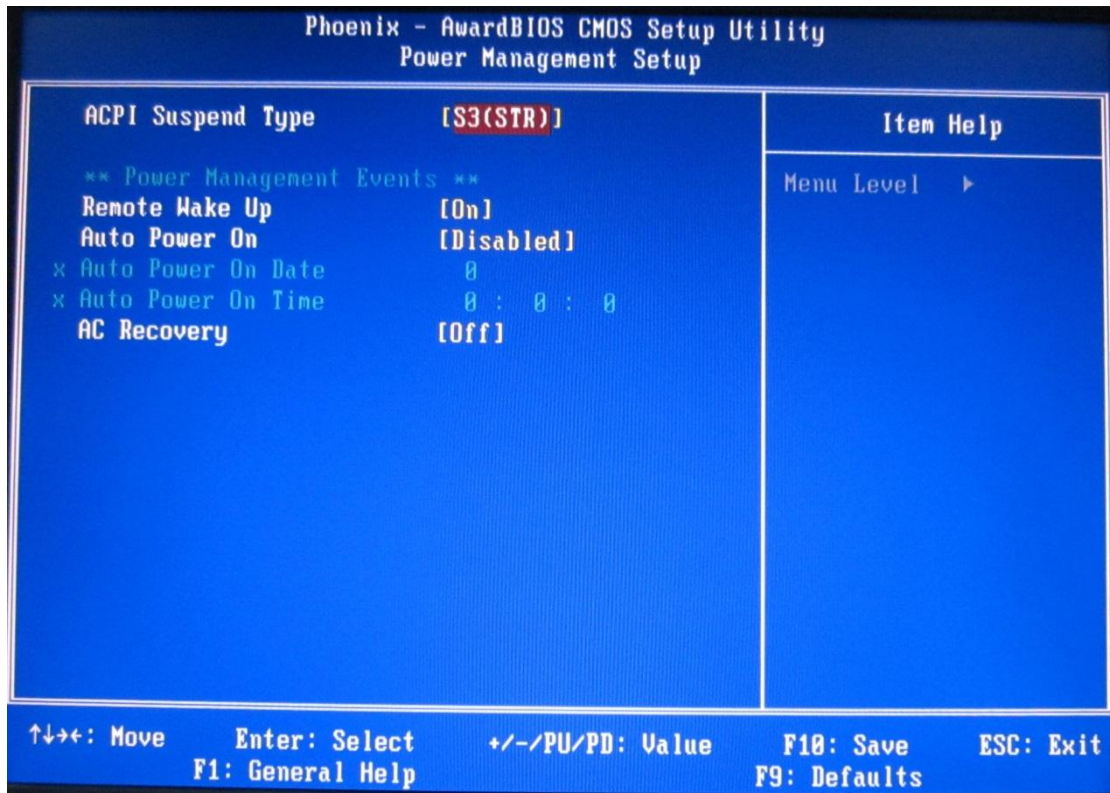 Phoenix - AwardBIOS CMOS Setup Utility
Power Management Setup
ACPI Suspend Type [S3(STR)]
** Power Management Events **
Remote Wake Up [On]
Auto Power On [Disabled]
x Auto Power On Date 0
x Auto Power On Time 0 : 0 : 0
AC Recovery [Off]
Item Help
Menu Level ▸
↑↓→←: Move Enter: Select +/-/PU/PD: Value F10: Save ESC: Exit
F1: General Help F9: Defaults